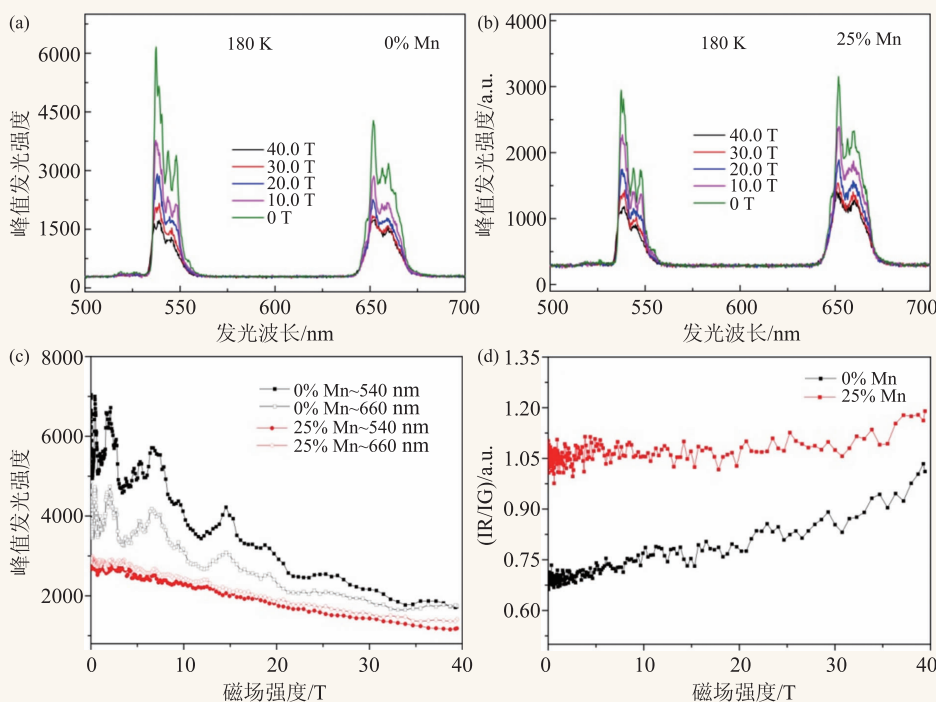 (a)
180 K
0% Mn
峰值发光强度
6000
4500
3000
1500
0
40.0 T
30.0 T
20.0 T
10.0 T
0 T
500
550
600
650
700
发光波长/nm
(b)
180 K
25% Mn
峰值发光强度/a.u.
4000
3000
2000
1000
0
40.0 T
30.0 T
20.0 T
10.0 T
0 T
500
550
600
650
700
发光波长/nm
(c)
峰值发光强度
8000
6000
4000
2000
0% Mn~540 nm
0% Mn~660 nm
25% Mn~540 nm
25% Mn~660 nm
0
10
20
30
40
磁场强度/T
(d)
(IR/IG)/a.u.
1.35
1.20
1.05
0.90
0.75
0.60
0% Mn
25% Mn
0
10
20
30
40
磁场强度/T